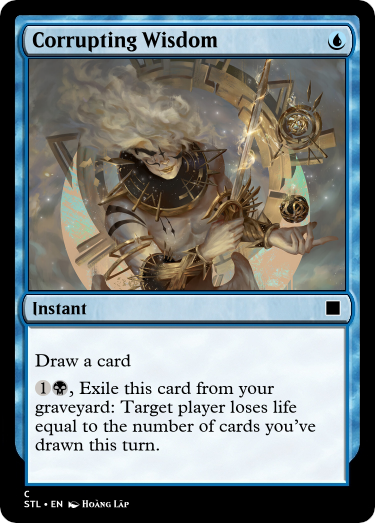 Corrupting Wisdom
Instant
Draw a card
1, Exile this card from your
graveyard: Target player loses life
equal to the number of cards you've
drawn this turn.
C
STL • EN Hoàng Lập